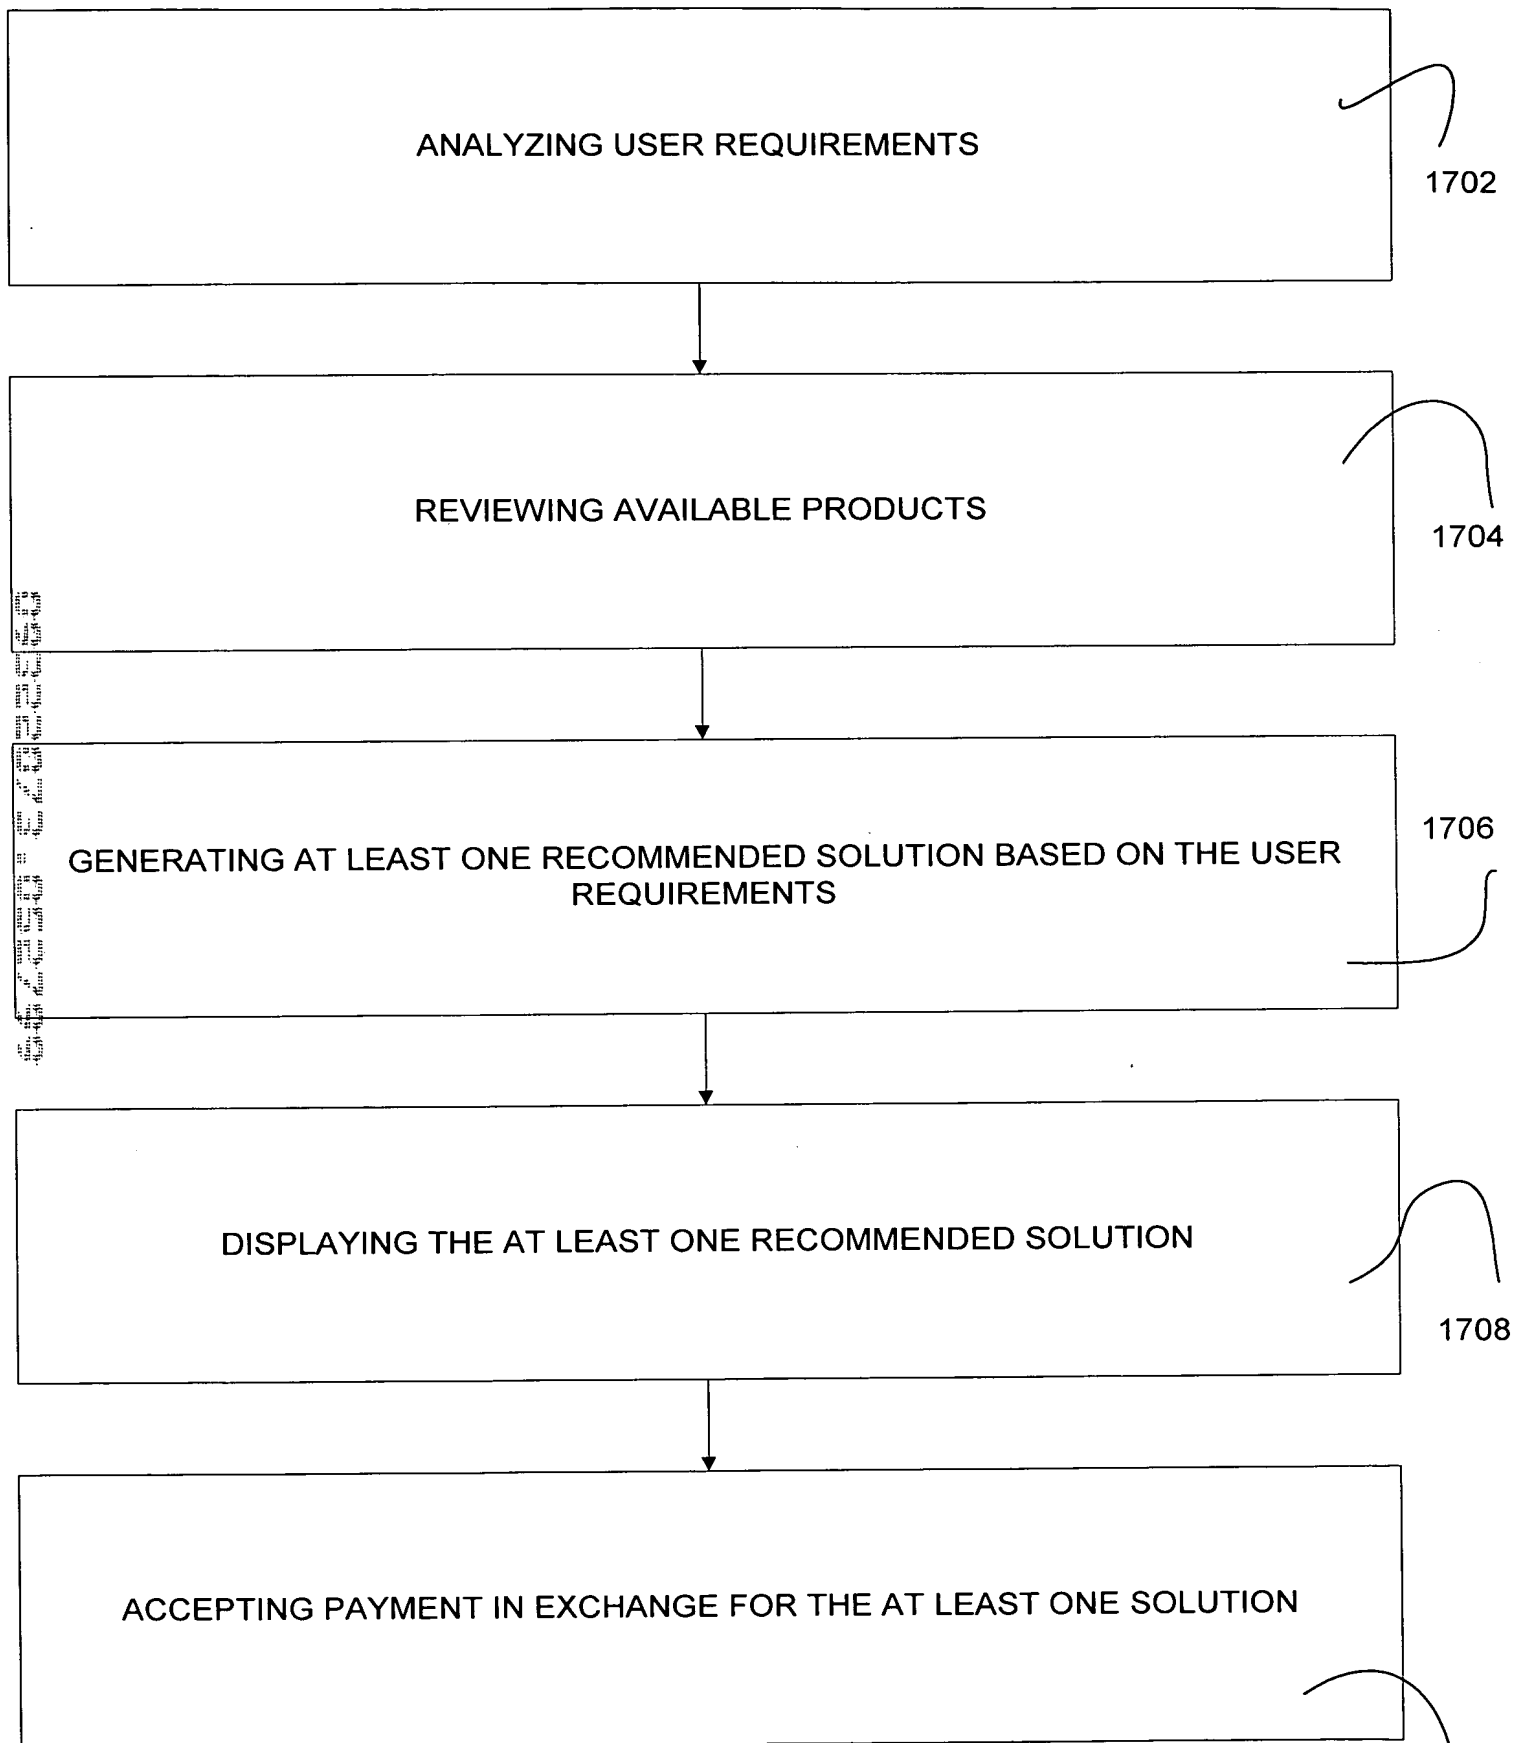 ANALYZING USER REQUIREMENTS
1702
REVIEWING AVAILABLE PRODUCTS
1704
1706
GENERATING AT LEAST ONE RECOMMENDED SOLUTION BASED ON THE USER
REQUIREMENTS
DISPLAYING THE AT LEAST ONE RECOMMENDED SOLUTION
1708
ACCEPTING PAYMENT IN EXCHANGE FOR THE AT LEAST ONE SOLUTION